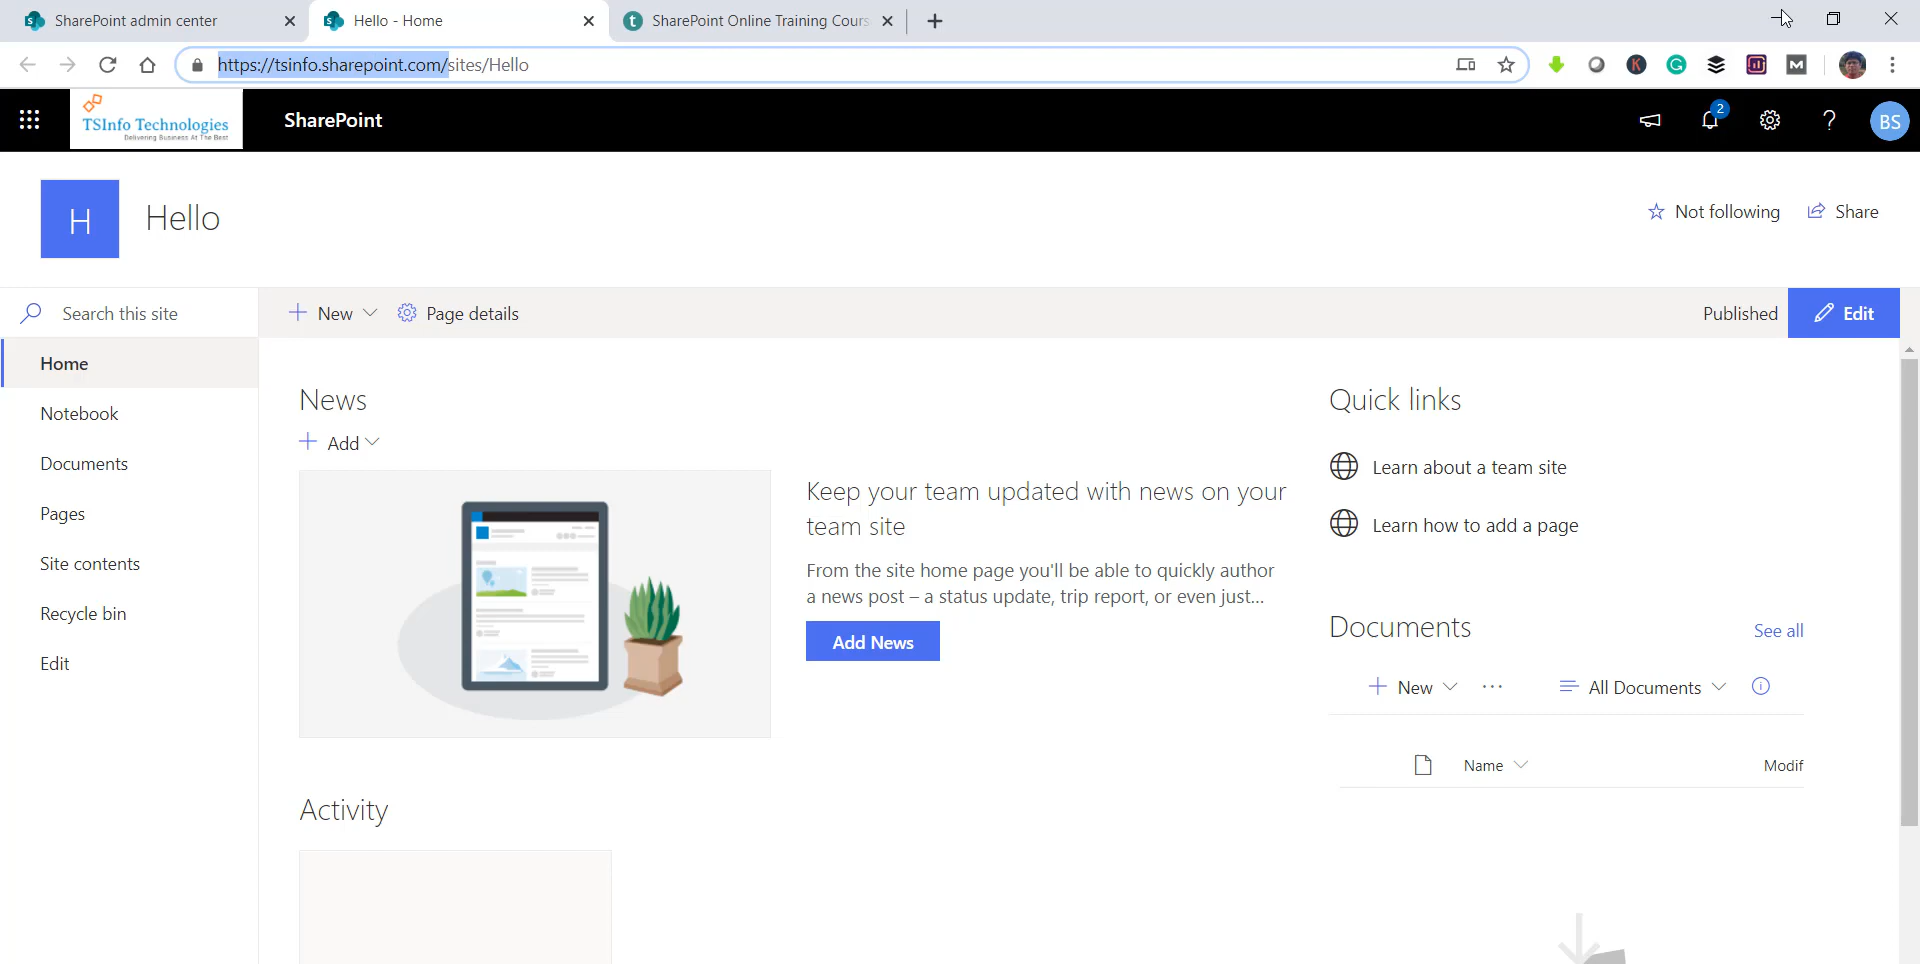 SharePoint admin center
Hello - Home
SharePoint Online Training Cours
https://tsinfo.sharepoint.com/sites/Hello
TSInfo Technologies
Delivering Business At The Best
SharePoint
2
BS
H
Hello
Not following
Share
Search this site
New
Page details
Published
Edit
Home
Notebook
Documents
Pages
Site contents
Recycle bin
Edit
News
Add
Keep your team updated with news on your
team site
From the site home page you'll be able to quickly author
a news post – a status update, trip report, or even just...
Add News
Activity
Quick links
Learn about a team site
Learn how to add a page
Documents
See all
New
All Documents
Name
Modif